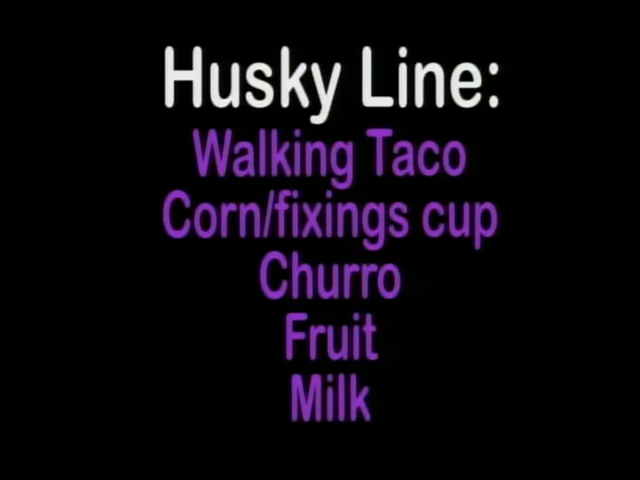 Husky Line:
Walking Taco
Corn/fixings cup
Churro
Fruit
Milk